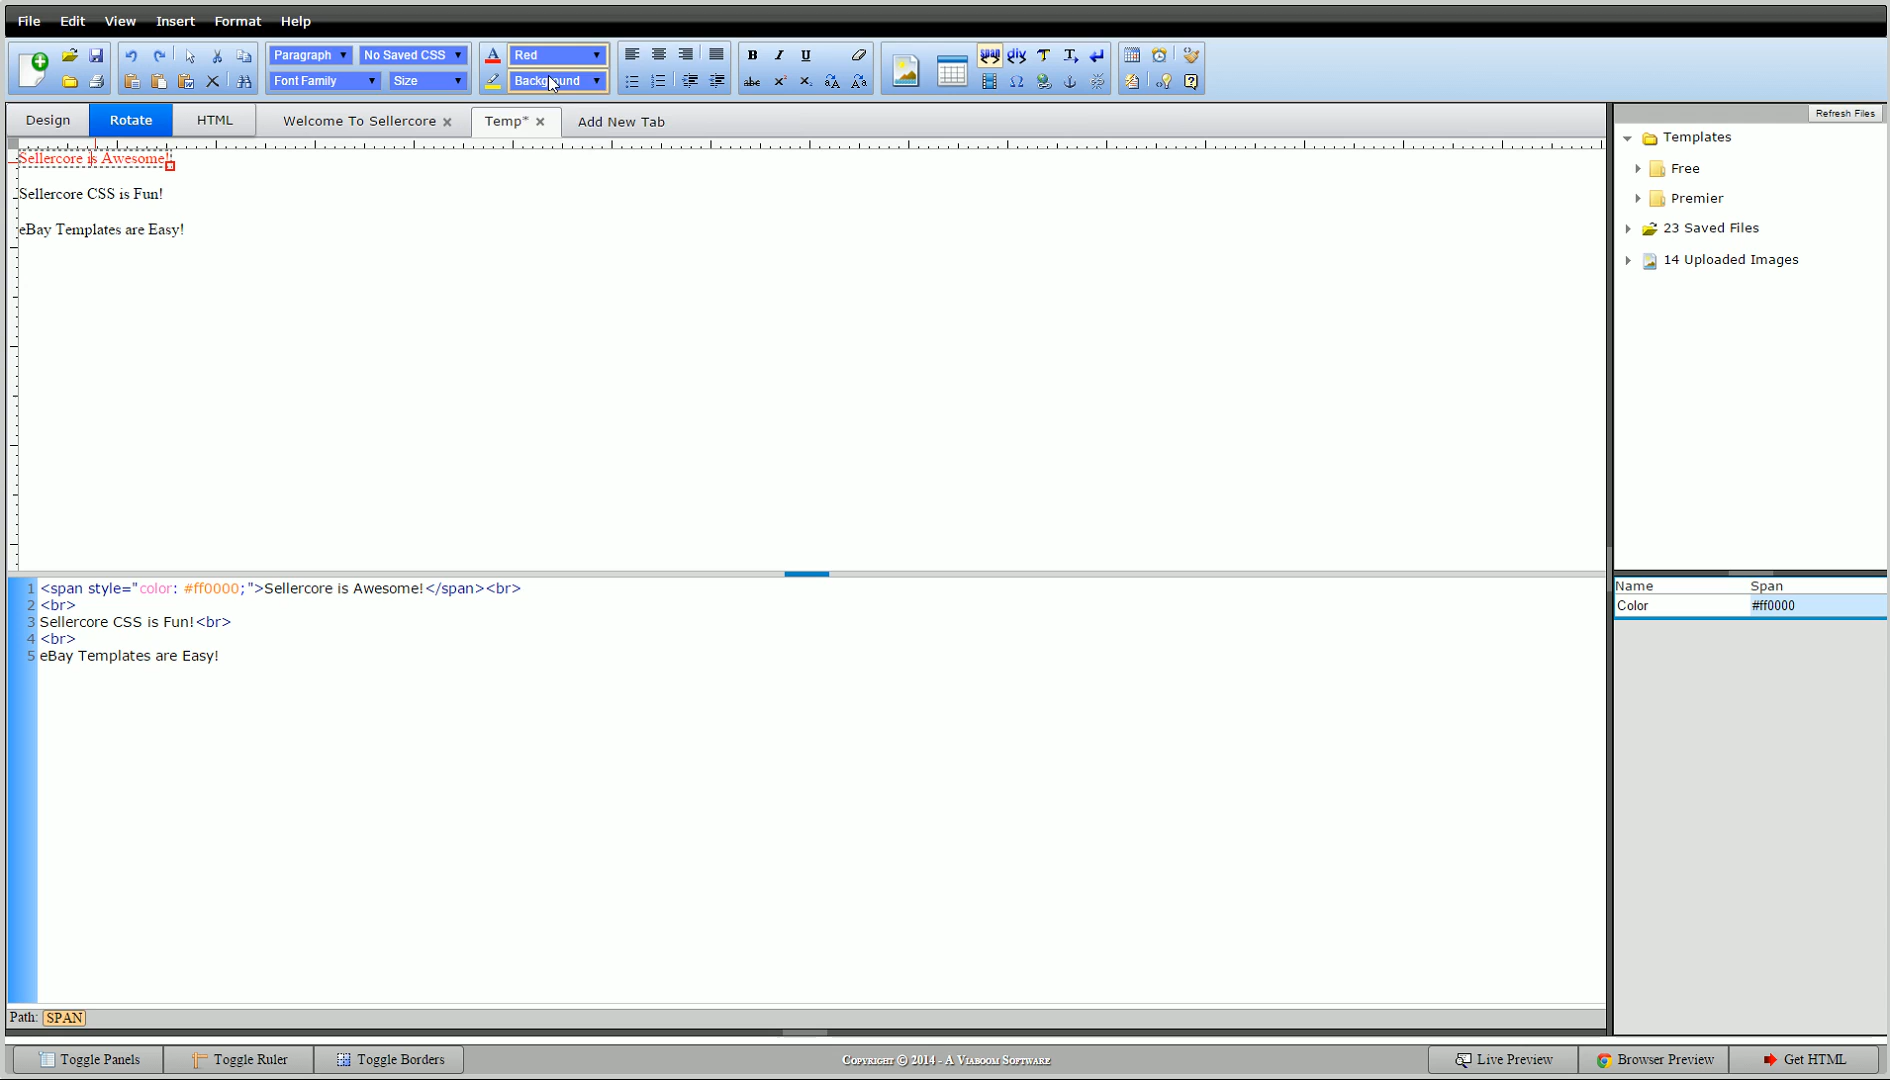 File Edit View Insert Format Help
Paragraph No Saved CSS A Red B I U span div T T
Font Family Size Background abc
Design Rotate HTML Welcome To Sellercore × Temp* × Add New Tab Refresh Files
Sellercore is Awesome!
Sellercore CSS is Fun!
eBay Templates are Easy!
Templates
Free
Premier
23 Saved Files
14 Uploaded Images
1 <span style="color: #ff0000;">Sellercore is Awesome!</span><br>
2 <br>
3 Sellercore CSS is Fun!<br>
4 <br>
5 eBay Templates are Easy!
Name Span
Color #ff0000
Path: SPAN
Toggle Panels Toggle Ruler Toggle Borders Copyright © 2014 - A Viaboom Software Live Preview Browser Preview Get HTML